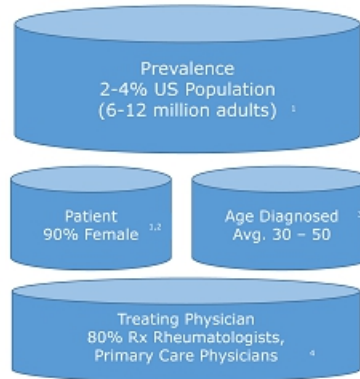 Prevalence
2-4% US Population
(6-12 million adults) 1
Patient
90% Female 1,2
Age Diagnosed
Avg. 30 – 50
Treating Physician
80% Rx Rheumatologists,
Primary Care Physicians 4